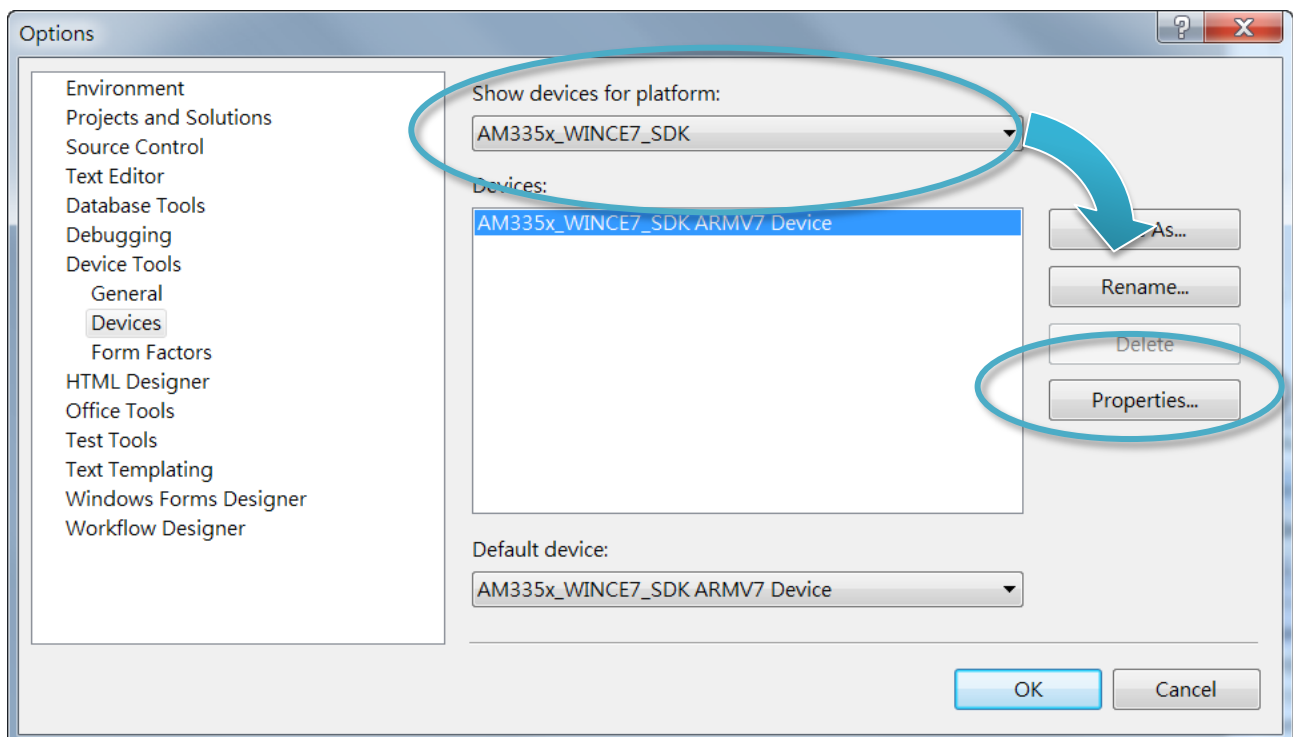 Options
Environment
Projects and Solutions
Source Control
Text Editor
Database Tools
Debugging
Device Tools
General
Devices
Form Factors
HTML Designer
Office Tools
Test Tools
Text Templating
Windows Forms Designer
Workflow Designer
Show devices for platform:
AM335x_WINCE7_SDK
Devices:
AM335x_WINCE7_SDK ARMV7 Device
As...
Rename...
Delete
Properties...
Default device:
AM335x_WINCE7_SDK ARMV7 Device
OK
Cancel